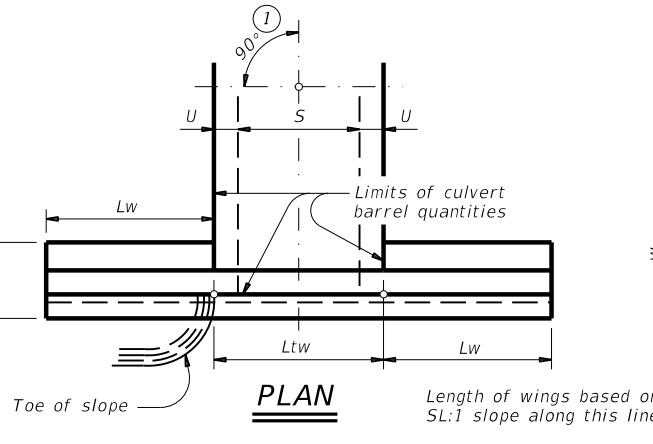 1
90°
U
S
U
Limits of culvert
barrel quantities
Lw
Ltw
Lw
Toe of slope
PLAN
Length of wings based on
SL:1 slope along this line